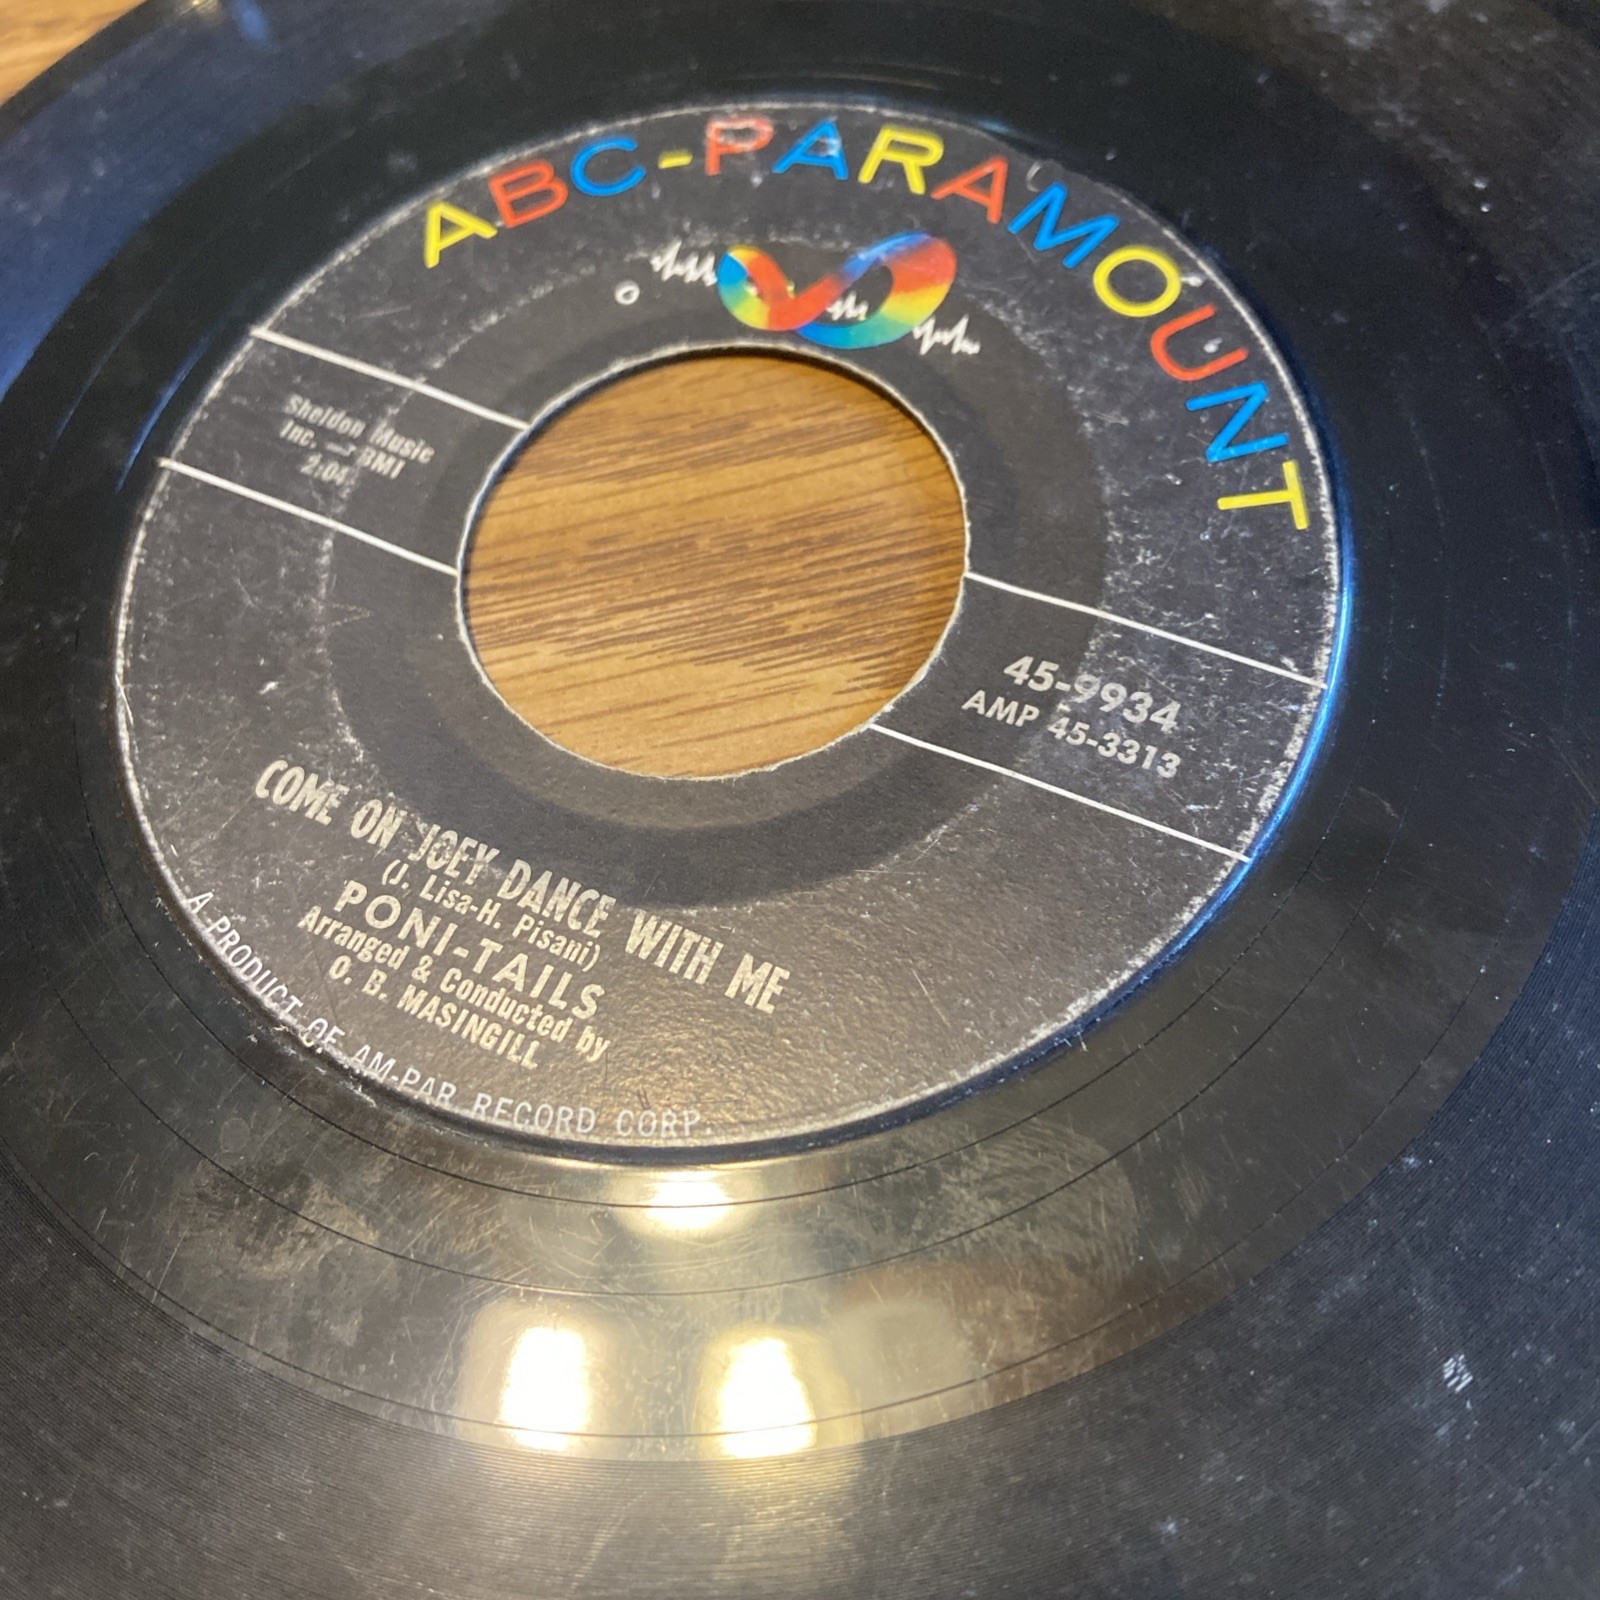 ABC-PARAMOUNT
Sheldon Music
Inc. — BMI
2:04
45-9934
AMP 45-3313
COME ON JOEY DANCE WITH ME
(J. Lisa-H. Pisani)
PONI-TAILS
Arranged & Conducted by
O. B. MASINGILL
A PRODUCT OF AM-PAR RECORD CORP.